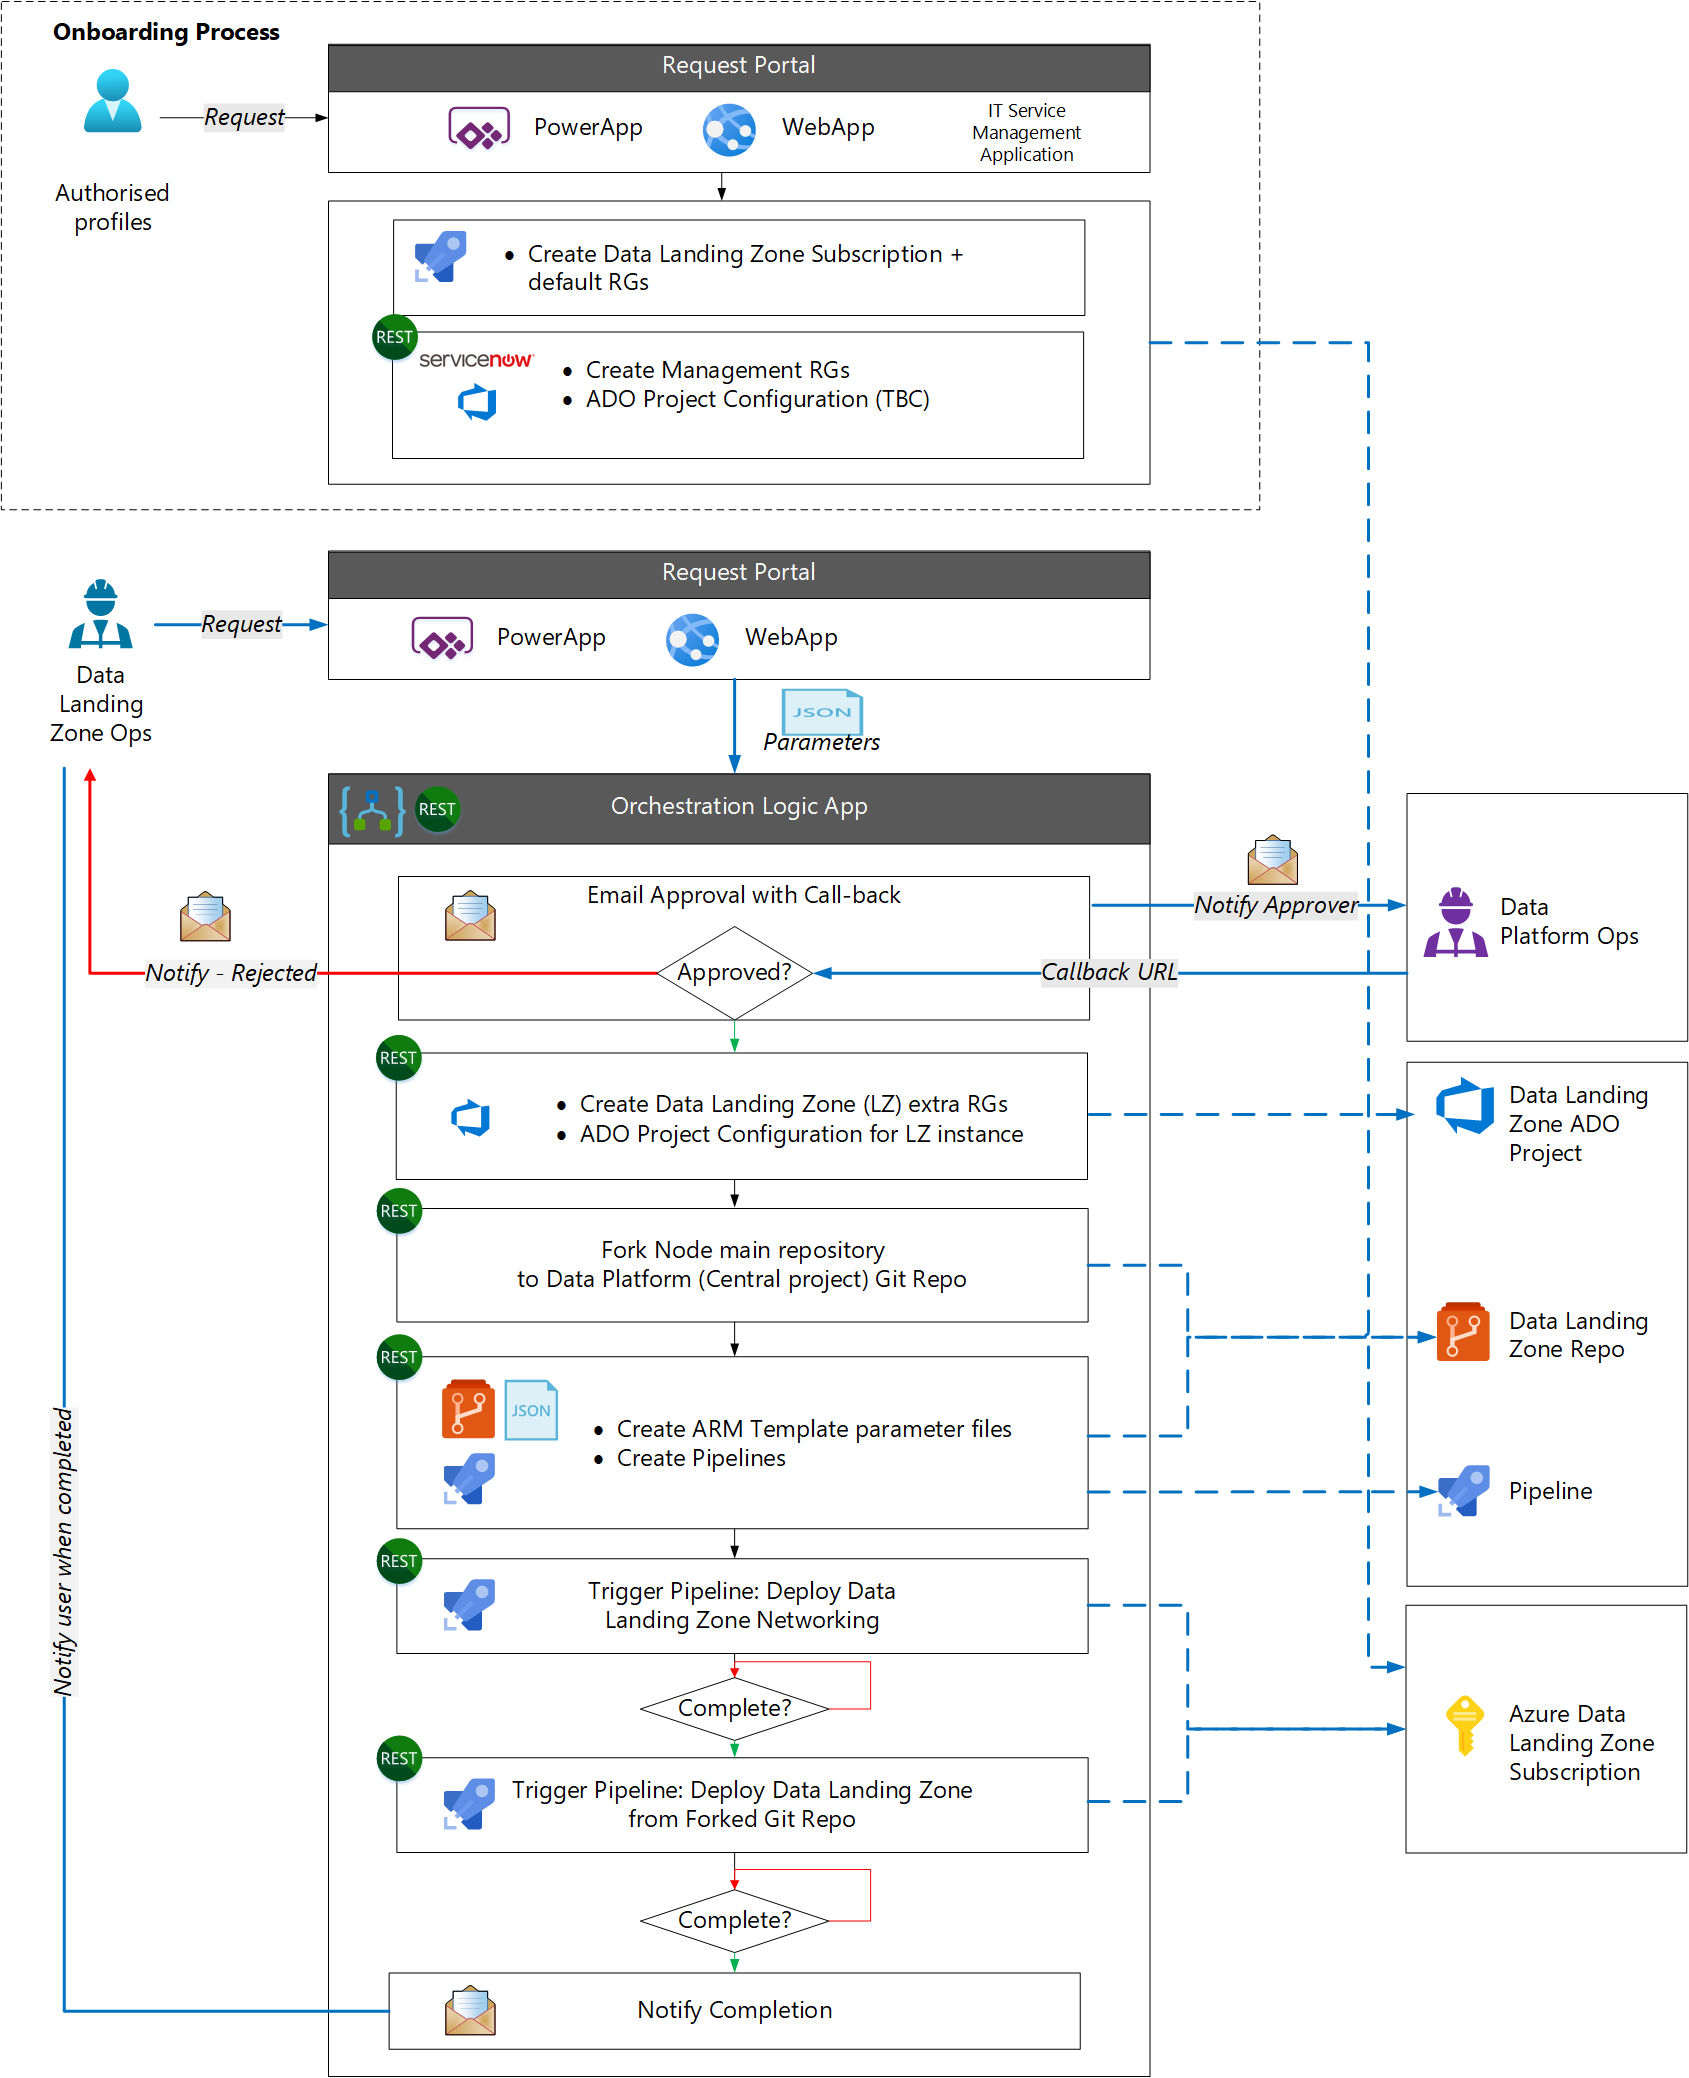 Onboarding Process
Request Portal
Request
PowerApp
WebApp
IT Service
Management
Application
Authorised
profiles
• Create Data Landing Zone Subscription +
default RGs
REST
servicenow
• Create Management RGs
• ADO Project Configuration (TBC)
Request Portal
Request
PowerApp
WebApp
Data
Landing
Zone Ops
JSON
Parameters
REST
Orchestration Logic App
Email Approval with Call-back
Notify Approver
Data
Platform Ops
Notify - Rejected
Approved?
Callback URL
REST
• Create Data Landing Zone (LZ) extra RGs
• ADO Project Configuration for LZ instance
Data Landing
Zone ADO
Project
REST
Fork Node main repository
to Data Platform (Central project) Git Repo
Data Landing
Zone Repo
REST
JSON
• Create ARM Template parameter files
• Create Pipelines
Pipeline
Notify user when completed
REST
Trigger Pipeline: Deploy Data
Landing Zone Networking
Complete?
Azure Data
Landing Zone
Subscription
REST
Trigger Pipeline: Deploy Data Landing Zone
from Forked Git Repo
Complete?
Notify Completion